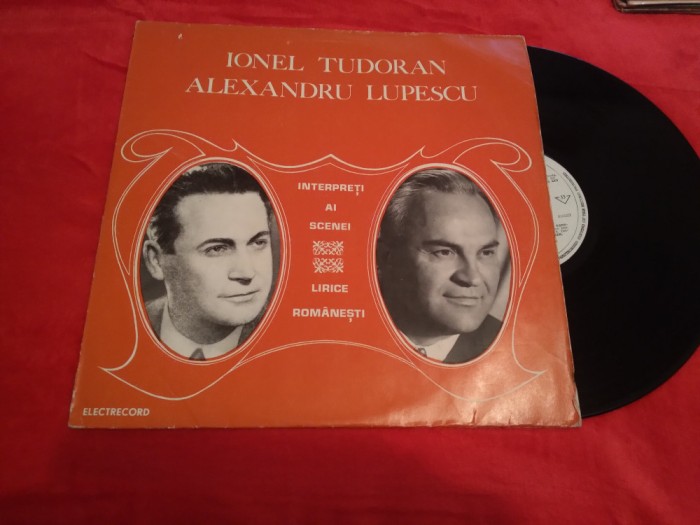 IONEL TUDORAN
ALEXANDRU LUPESCU
INTERPREȚI
AI
SCENEI
LIRICE
ROMÂNEȘTI
ELECTRECORD